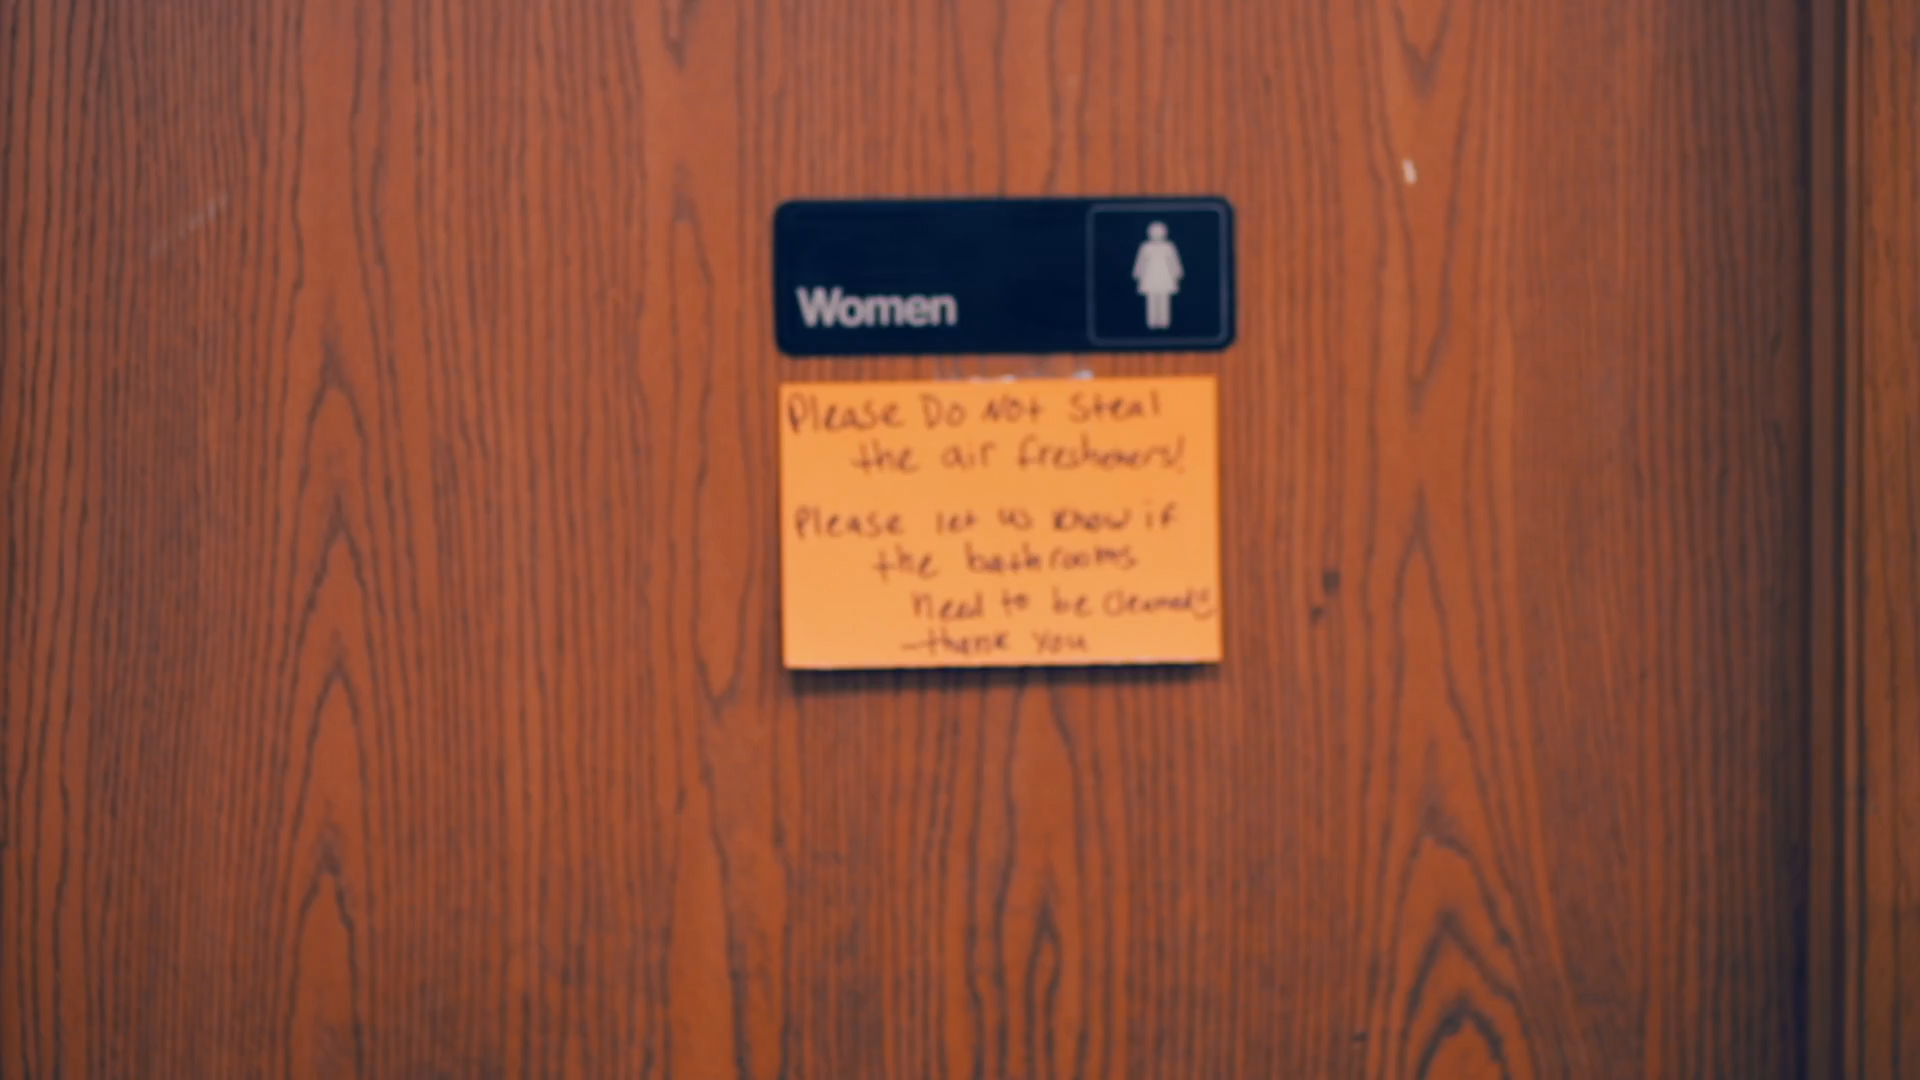 Women
Please Do Not Steal
the air fresheners!
Please let us know if
the bathrooms
need to be cleaned
thank you